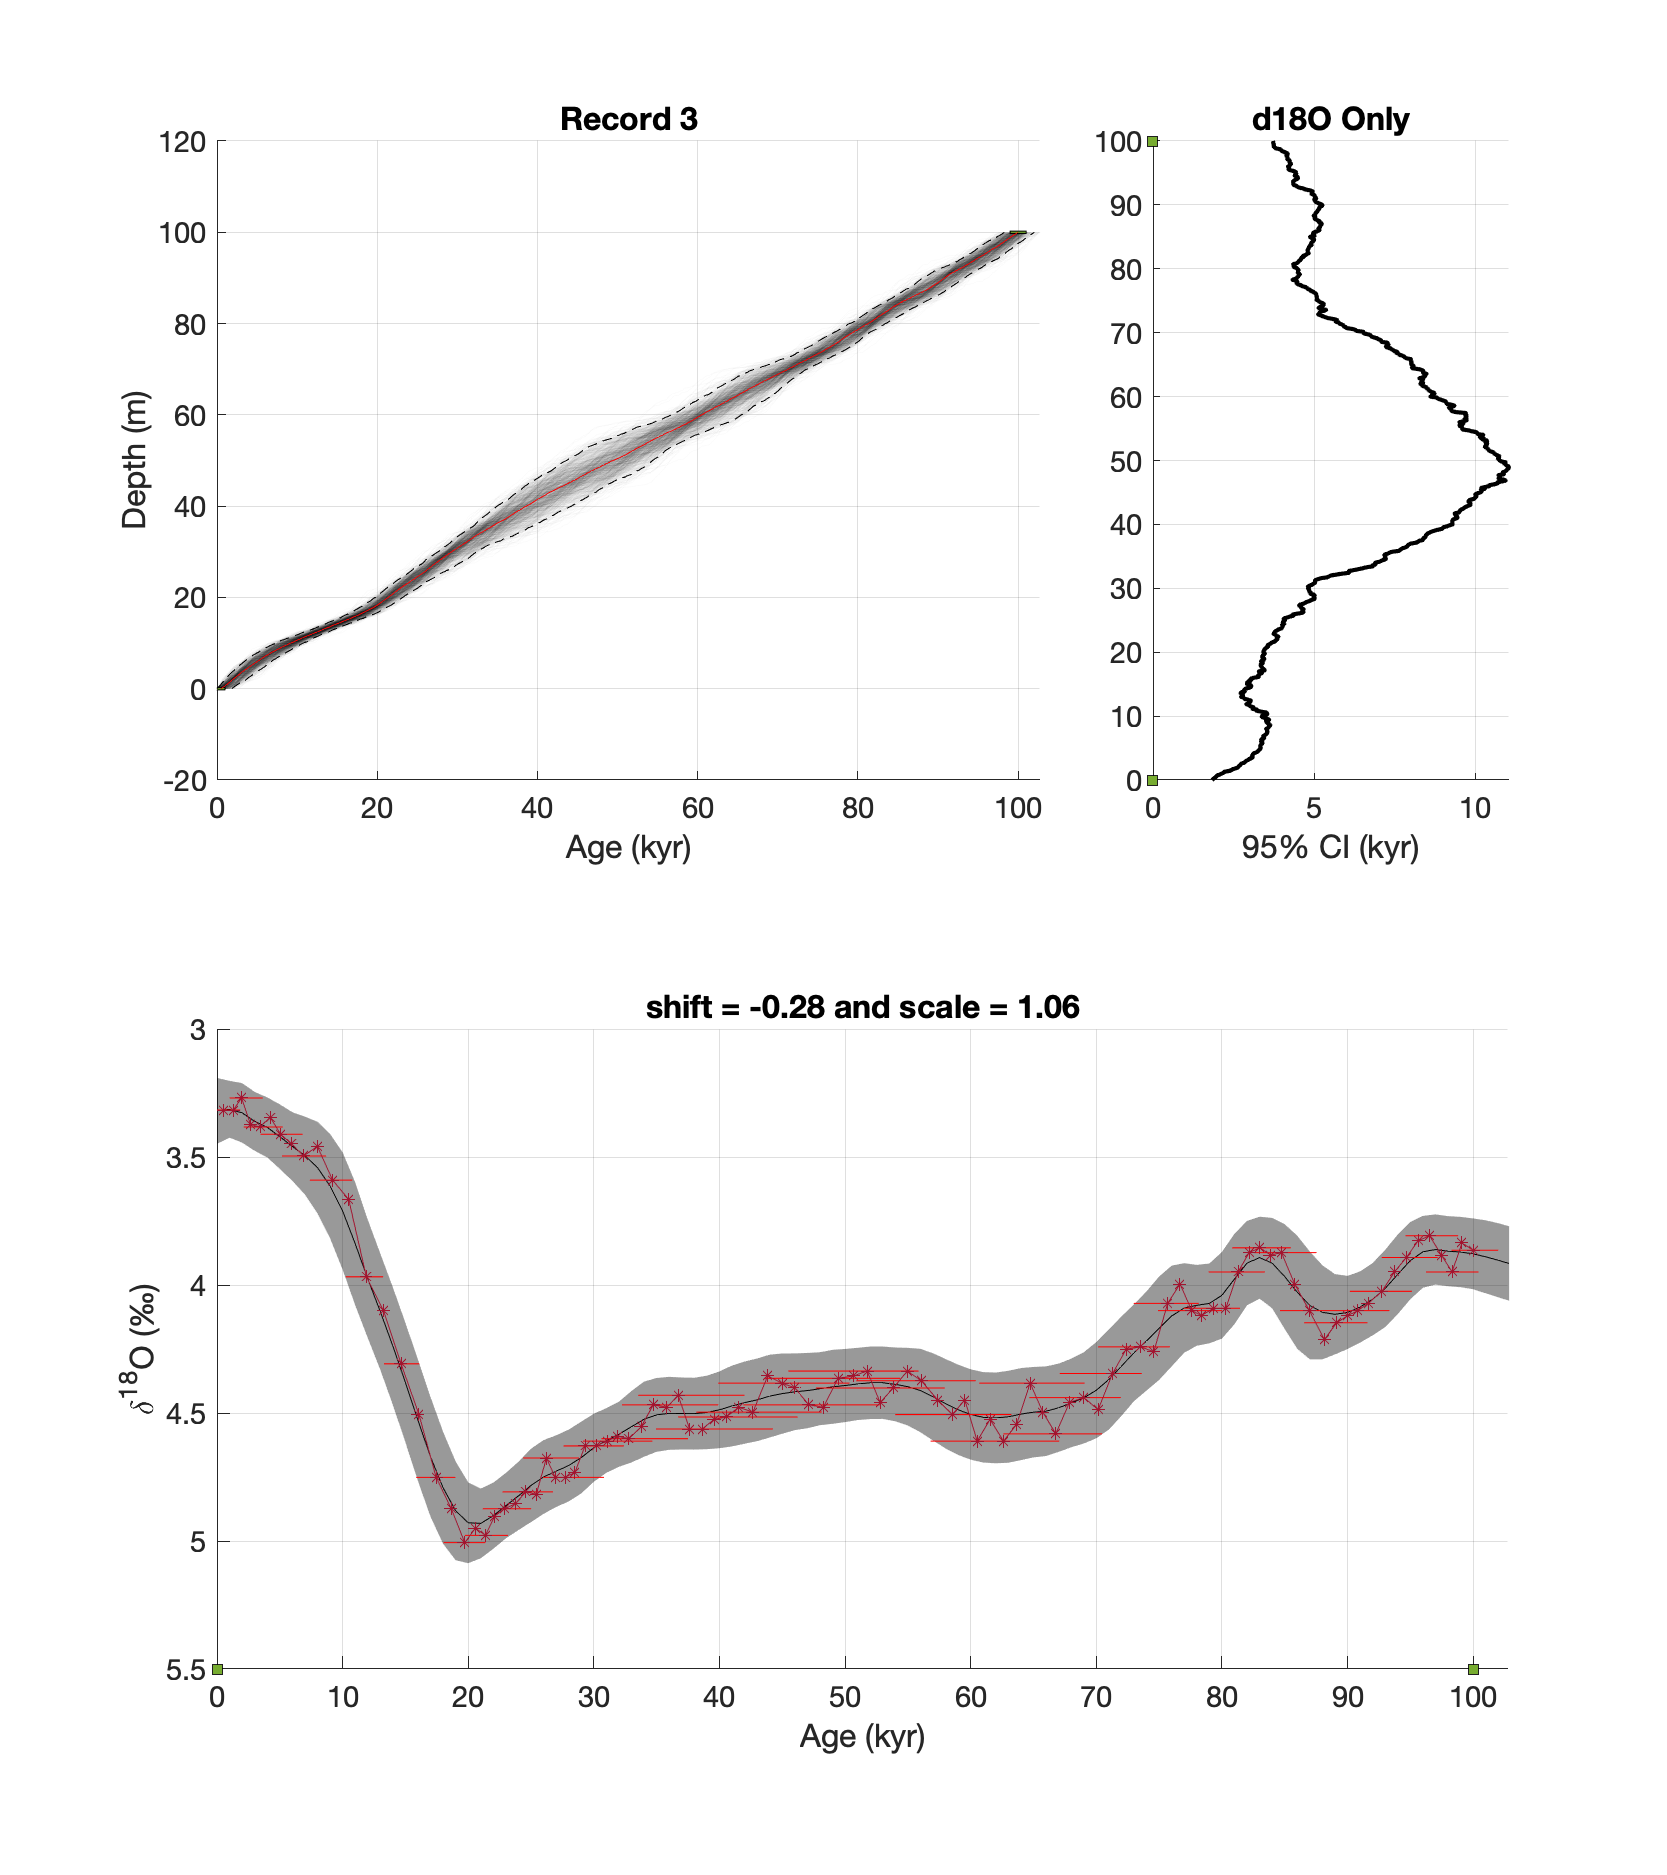 Record 3
120
100
80
60
40
20
0
-20
0 20 40 60 80 100
Depth (m)
Age (kyr)
d18O Only
100
90
80
70
60
50
40
30
20
10
0
0 5 10
95% CI (kyr)
shift = -0.28 and scale = 1.06
3
3.5
4
4.5
5
5.5
0 10 20 30 40 50 60 70 80 90 100
δ¹⁸O (‰)
Age (kyr)